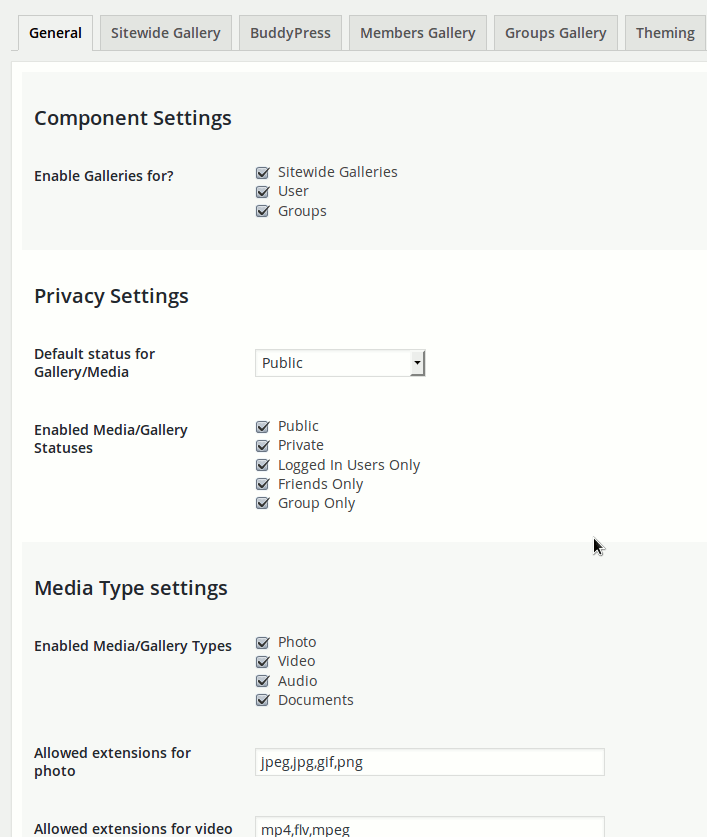 General
Sitewide Gallery
BuddyPress
Members Gallery
Groups Gallery
Theming
Component Settings
Enable Galleries for?
Sitewide Galleries
User
Groups
Privacy Settings
Default status for
Gallery/Media
Public
Enabled Media/Gallery
Statuses
Public
Private
Logged In Users Only
Friends Only
Group Only
Media Type settings
Enabled Media/Gallery Types
Photo
Video
Audio
Documents
Allowed extensions for
photo
jpeg,jpg,gif,png
Allowed extensions for video
mp4,flv,mpeg